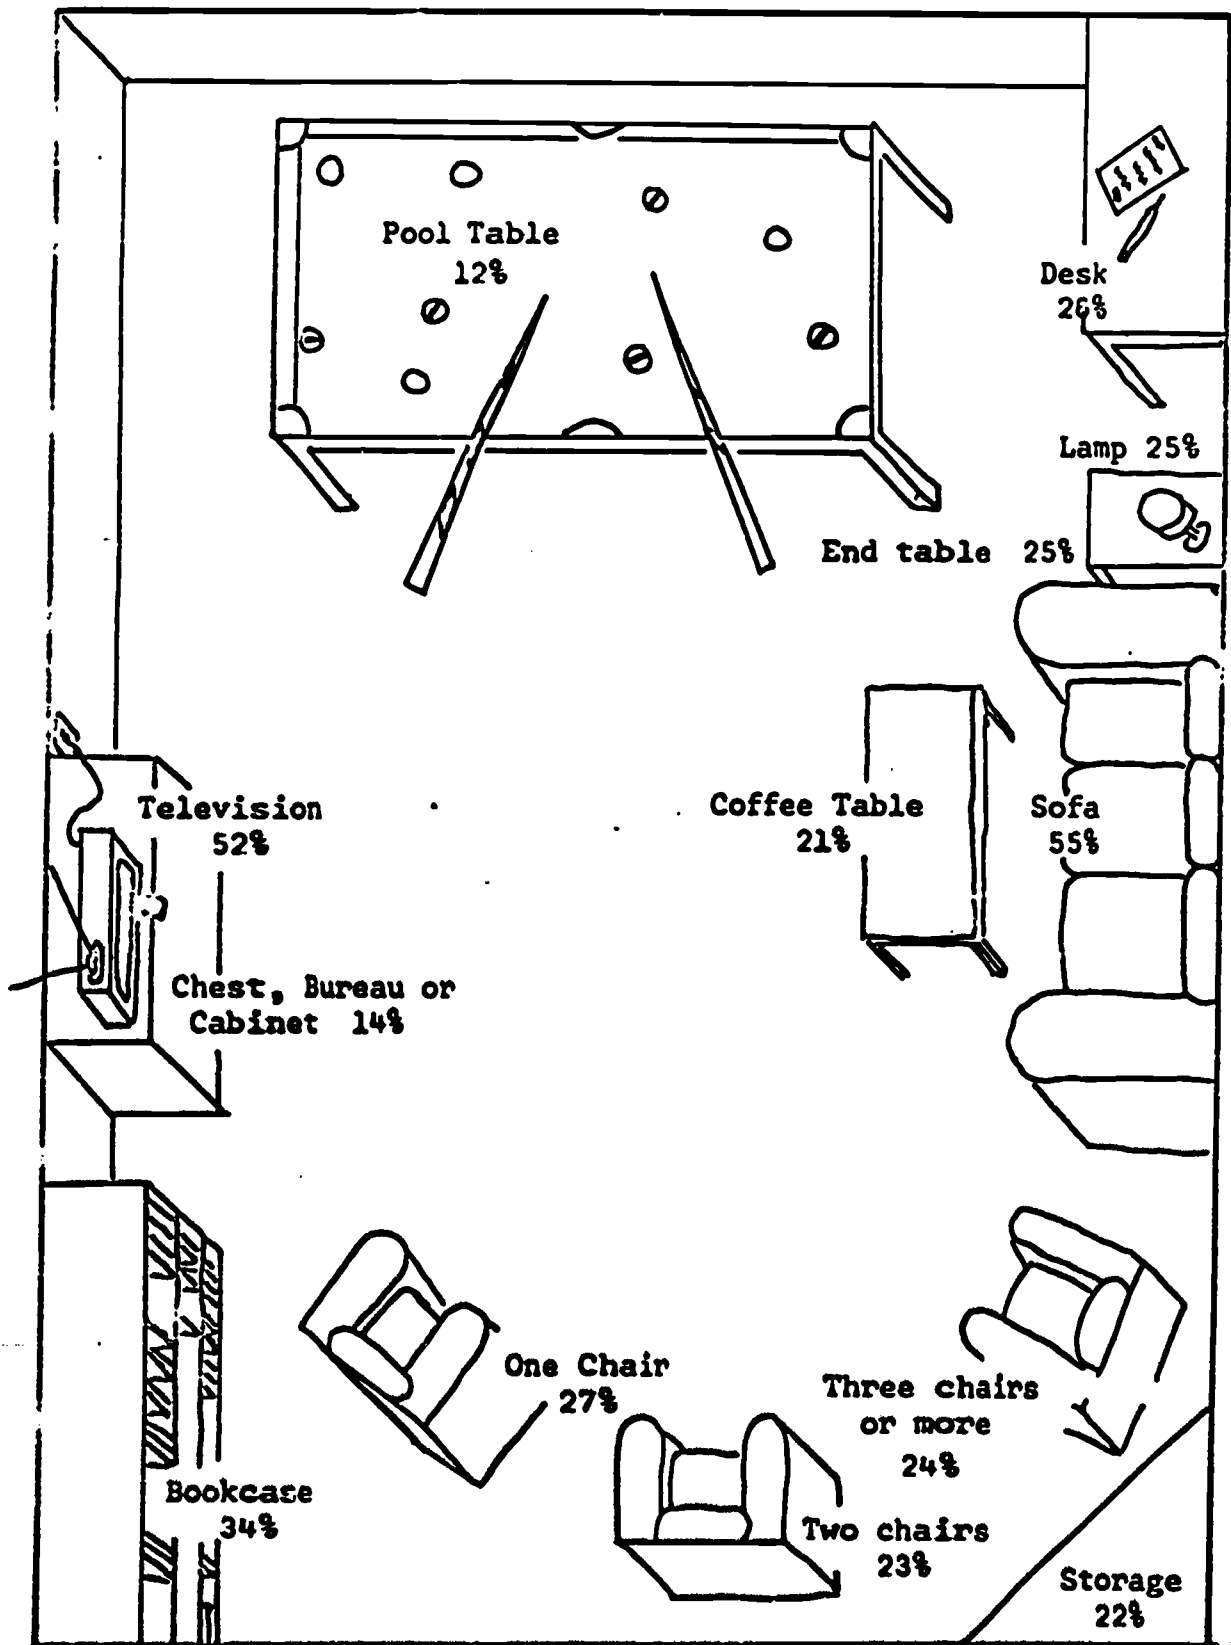 Pool Table
12%
Desk
26%
Lamp 25%
End table 25%
Television
52%
Coffee Table
21%
Sofa
55%
Chest, Bureau or
Cabinet 14%
One Chair
27%
Three chairs
or more
24%
Bookcase
34%
Two chairs
23%
Storage
22%